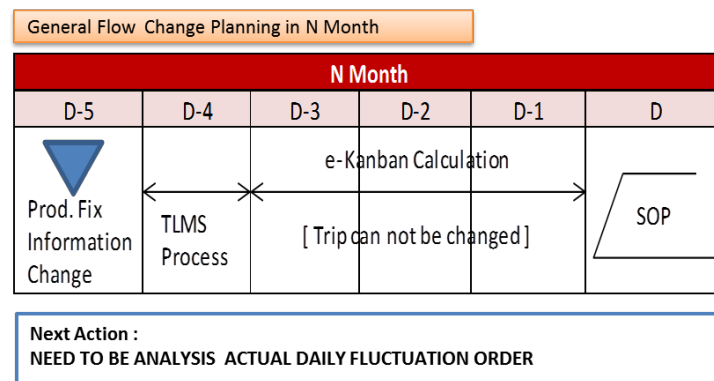 General Flow Change Planning in N Month
N Month
D-5 D-4 D-3 D-2 D-1 D
e-Kanban Calculation
Prod. Fix
Information
Change
TLMS
Process
[ Trip can not be changed ]
SOP
Next Action :
NEED TO BE ANALYSIS ACTUAL DAILY FLUCTUATION ORDER